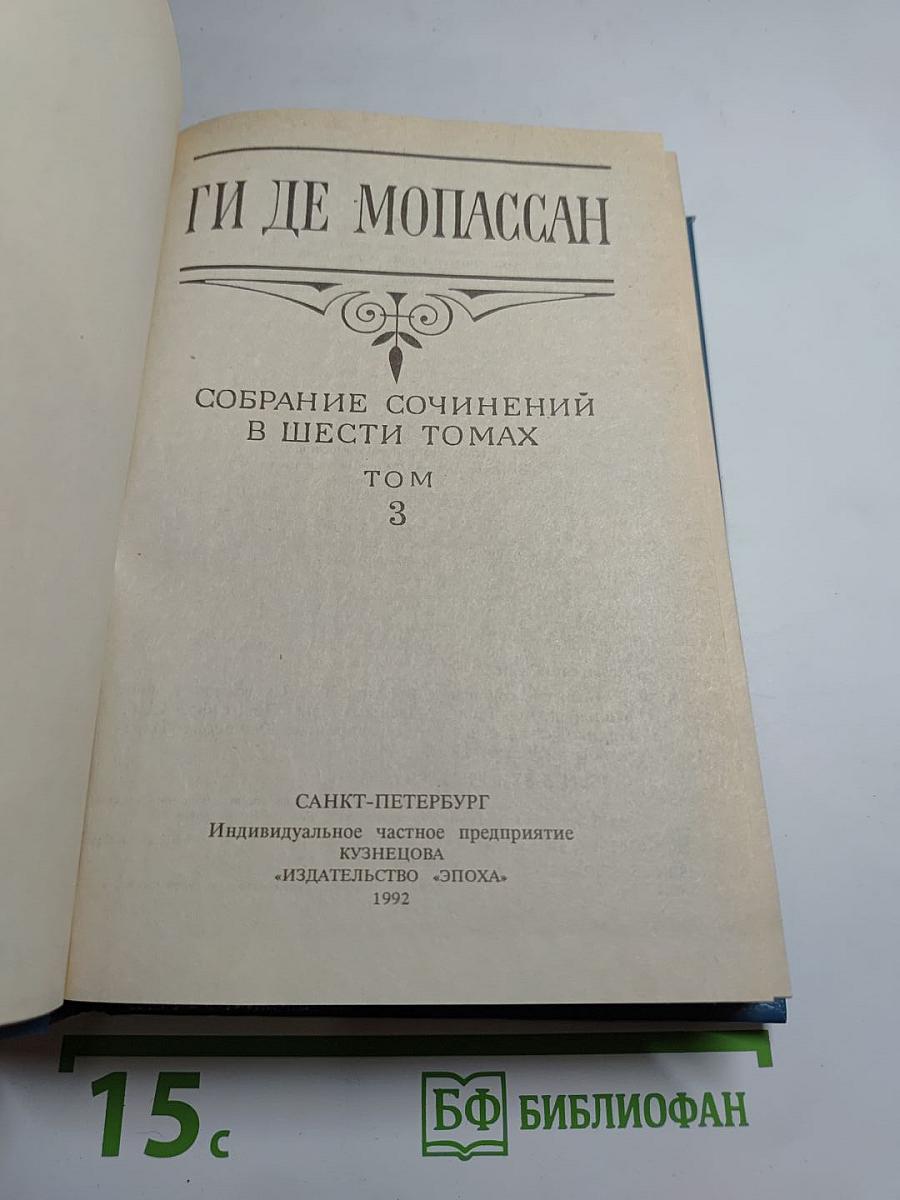 ГИ ДЕ МОПАССАН
СОБРАНИЕ СОЧИНЕНИЙ
В ШЕСТИ ТОМАХ
ТОМ
3
САНКТ-ПЕТЕРБУРГ
Индивидуальное частное предприятие
КУЗНЕЦОВА
«ИЗДАТЕЛЬСТВО «ЭПОХА»
1992
15 с
БФ БИБЛИОФАН